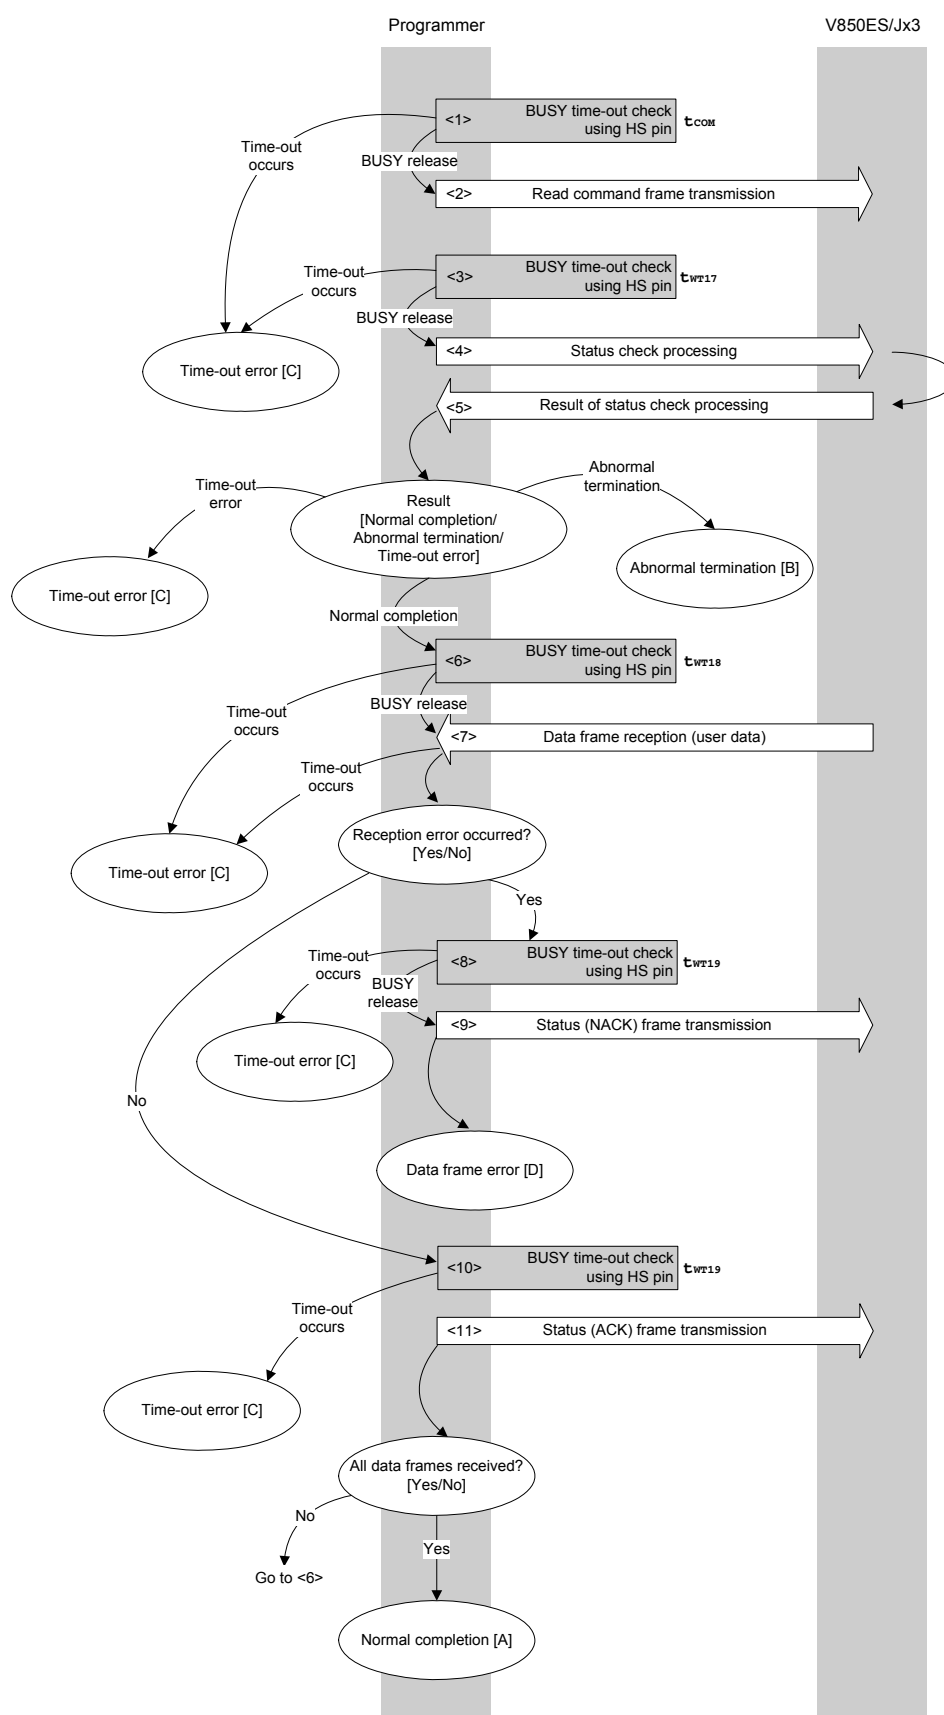 Programmer
V850ES/Jx3
<1>
BUSY time-out check
using HS pin
tCOM
Time-out
occurs
BUSY release
<2>
Read command frame transmission
<3>
BUSY time-out check
using HS pin
tWT17
Time-out
occurs
BUSY release
<4>
Status check processing
Time-out error [C]
<5>
Result of status check processing
Abnormal
termination
Time-out
error
Result
[Normal completion/
Abnormal termination/
Time-out error]
Abnormal termination [B]
Time-out error [C]
Normal completion
<6>
BUSY time-out check
using HS pin
tWT18
BUSY release
Time-out
occurs
<7>
Data frame reception (user data)
Time-out
occurs
Reception error occurred?
[Yes/No]
Time-out error [C]
Yes
<8>
BUSY time-out check
using HS pin
tWT19
Time-out
occurs
BUSY
release
<9>
Status (NACK) frame transmission
Time-out error [C]
No
Data frame error [D]
<10>
BUSY time-out check
using HS pin
tWT19
Time-out
occurs
<11>
Status (ACK) frame transmission
Time-out error [C]
All data frames received?
[Yes/No]
No
Yes
Go to <6>
Normal completion [A]